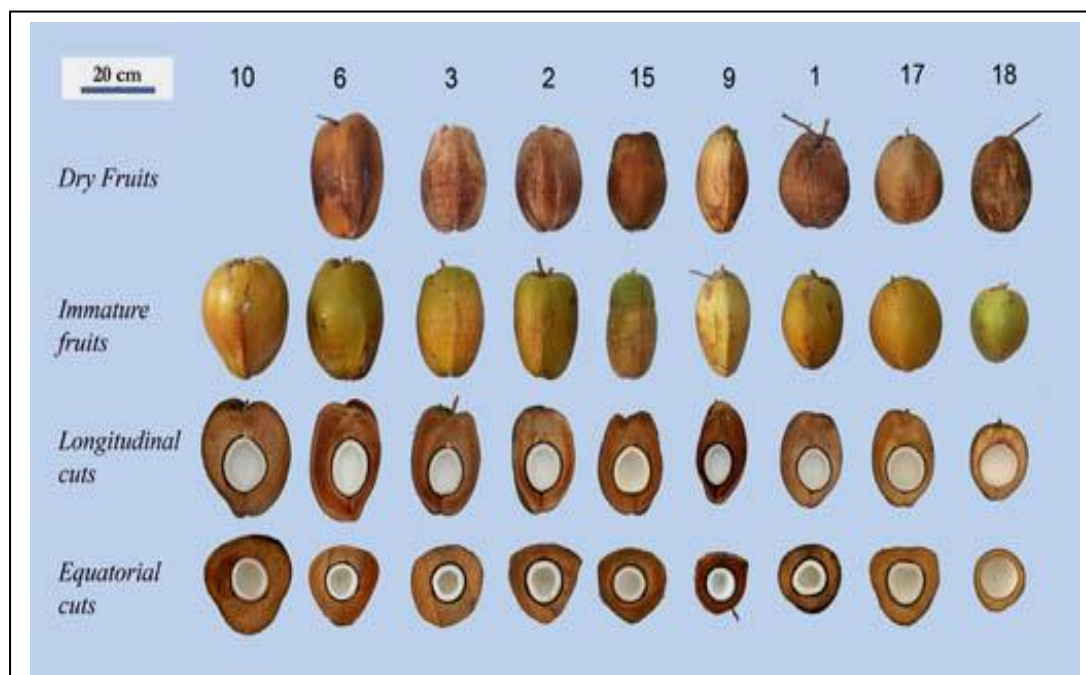 20 cm
10 6 3 2 15 9 1 17 18
Dry Fruits
Immature
fruits
Longitudinal
cuts
Equatorial
cuts